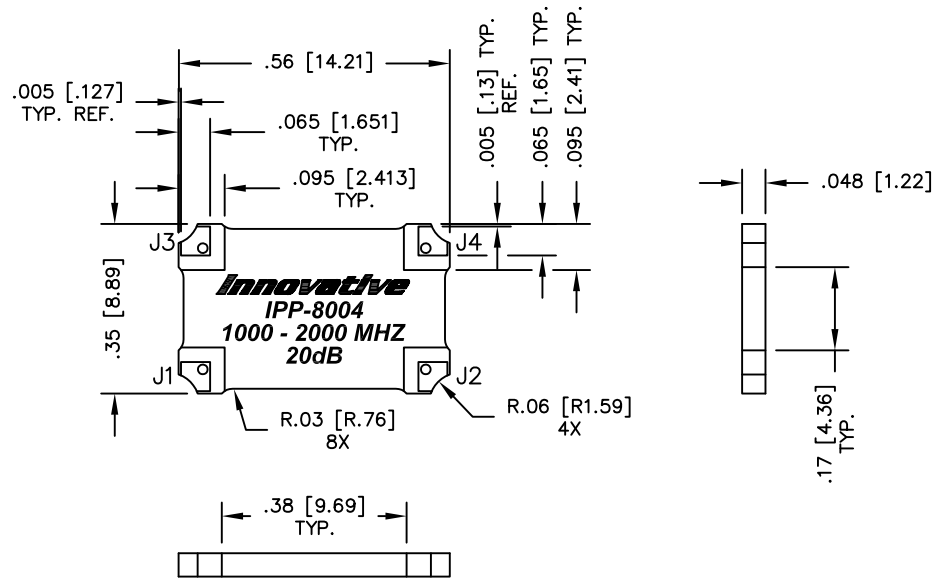 .56 [14.21]
.005 [.127]
TYP. REF.
.065 [1.651]
TYP.
.095 [2.413]
TYP.
.005 [.13] TYP.
REF.
.065 [1.65] TYP.
.095 [2.41] TYP.
.048 [1.22]
J3
J4
.35 [8.89]
Innovative
IPP-8004
1000 - 2000 MHZ
20dB
J1
J2
R.03 [R.76]
8X
R.06 [R1.59]
4X
.17 [4.36]
TYP.
.38 [9.69]
TYP.